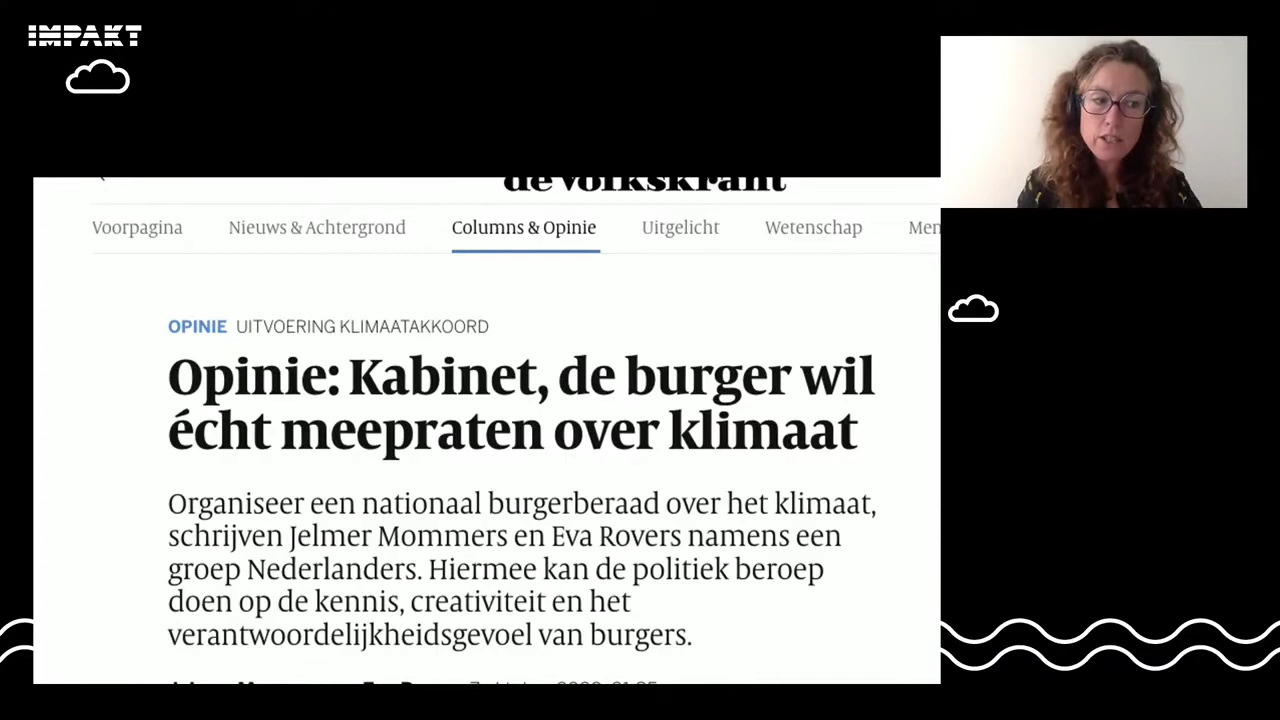 IMPAKT
de Volkskrant
Voorpagina Nieuws & Achtergrond Columns & Opinie Uitgelicht Wetenschap Men
OPINIE UITVOERING KLIMAATAKKOORD
Opinie: Kabinet, de burger wil
écht meepraten over klimaat
Organiseer een nationaal burgerberaad over het klimaat,
schrijven Jelmer Mommers en Eva Rovers namens een
groep Nederlanders. Hiermee kan de politiek beroep
doen op de kennis, creativiteit en het
verantwoordelijkheidsgevoel van burgers.